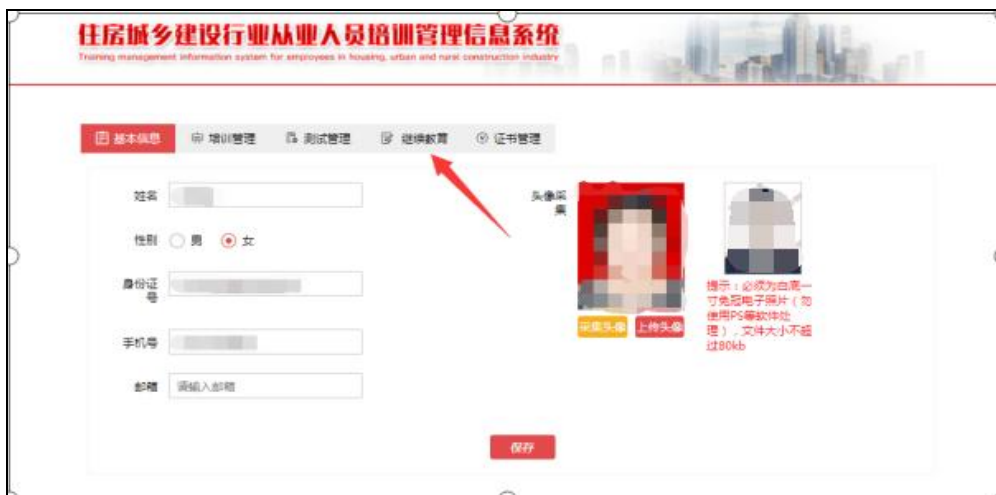 住房城乡建设行业从业人员培训管理信息系统
Training management information system for employees in housing, urban and rural construction industry
基本信息 培训管理 测试管理 继续教育 证书管理
姓名
头像采
集
性别 男 女
身份证
号
提示：必须为白底一
寸免冠电子照片（勿
使用PS等软件处
理），文件大小不超
过80kb
采集头像 上传头像
手机号
邮箱 请输入邮箱
保存